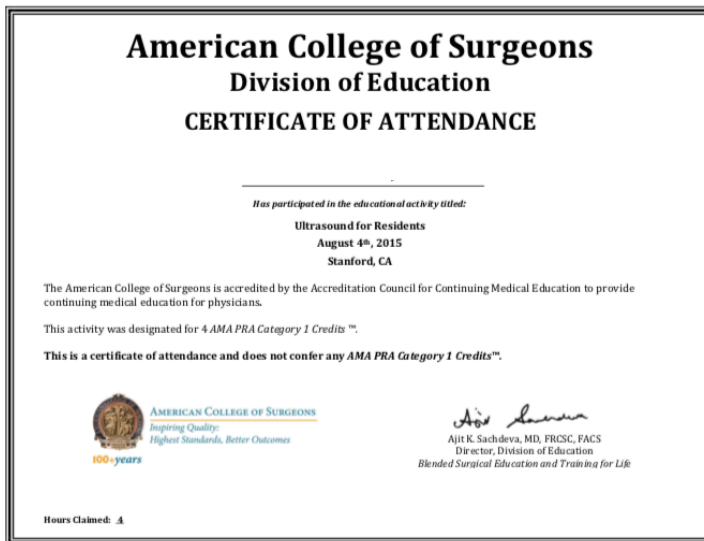 American College of Surgeons
Division of Education
CERTIFICATE OF ATTENDANCE
Has participated in the educational activity titled:
Ultrasound for Residents
August 4th, 2015
Stanford, CA
The American College of Surgeons is accredited by the Accreditation Council for Continuing Medical Education to provide
continuing medical education for physicians.
This activity was designated for 4 AMA PRA Category 1 Credits ™.
This is a certificate of attendance and does not confer any AMA PRA Category 1 Credits™.
AMERICAN COLLEGE OF SURGEONS
Inspiring Quality:
Highest Standards, Better Outcomes
100+years
Ajit K. Sachdeva, MD, FRCSC, FACS
Director, Division of Education
Blended Surgical Education and Training for Life
Hours Claimed: 4